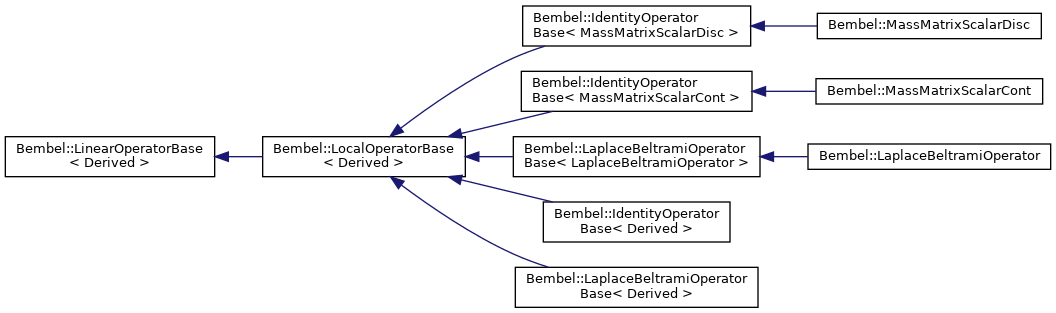 Bembel::LinearOperatorBase
< Derived >
Bembel::LocalOperatorBase
< Derived >
Bembel::IdentityOperator
Base< MassMatrixScalarDisc >
Bembel::MassMatrixScalarDisc
Bembel::IdentityOperator
Base< MassMatrixScalarCont >
Bembel::MassMatrixScalarCont
Bembel::LaplaceBeltramiOperator
Base< LaplaceBeltramiOperator >
Bembel::LaplaceBeltramiOperator
Bembel::IdentityOperator
Base< Derived >
Bembel::LaplaceBeltramiOperator
Base< Derived >